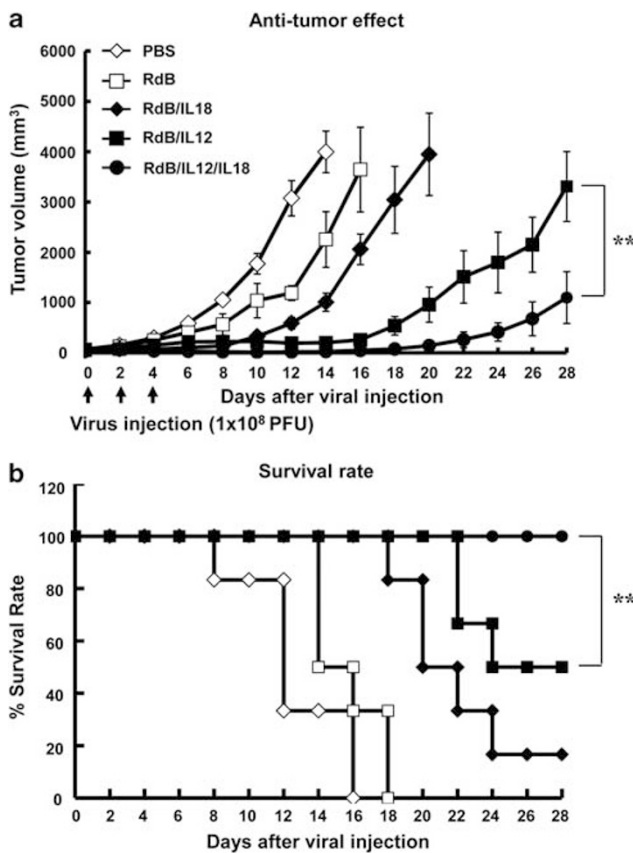 a
Anti-tumor effect
6000
5000
4000
3000
2000
1000
0
Tumor volume (mm³)
PBS
RdB
RdB/IL18
RdB/IL12
RdB/IL12/IL18
**
0 2 4 6 8 10 12 14 16 18 20 22 24 26 28
Days after viral injection
Virus injection (1x10⁸ PFU)
b
Survival rate
120
100
80
60
40
20
0
% Survival Rate
**
0 2 4 6 8 10 12 14 16 18 20 22 24 26 28
Days after viral injection